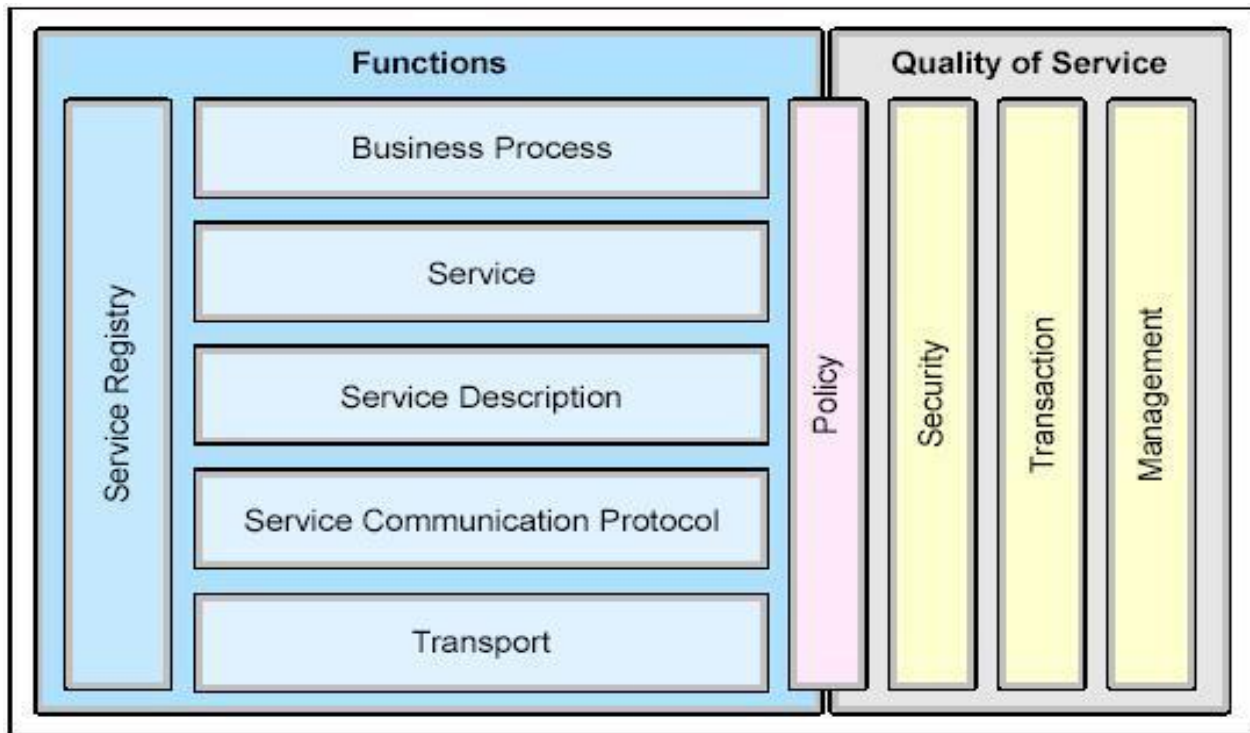 Functions
Quality of Service
Service Registry
Business Process
Service
Service Description
Service Communication Protocol
Transport
Policy
Security
Transaction
Management